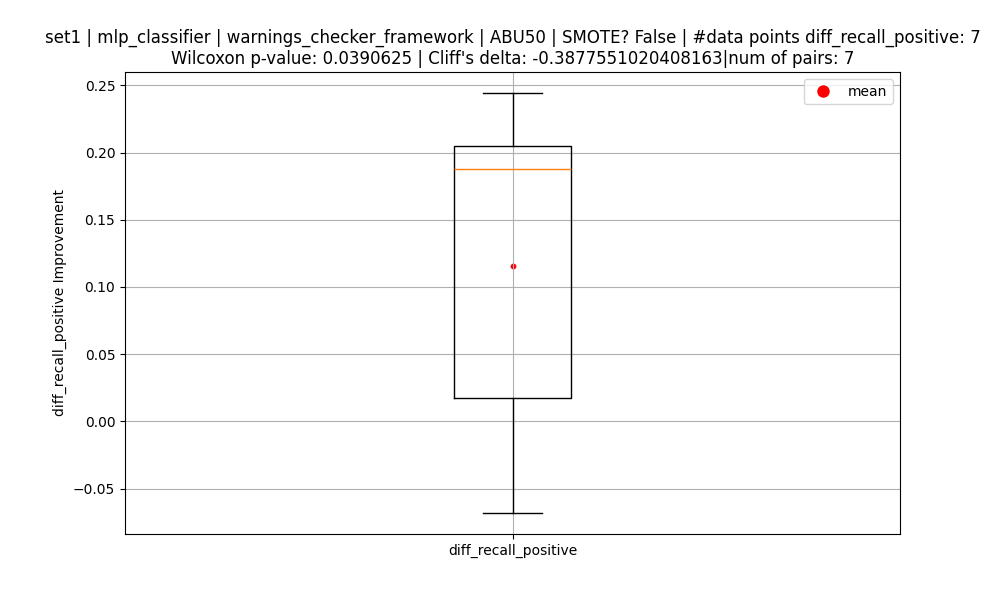 set1 | mlp_classifier | warnings_checker_framework | ABU50 | SMOTE? False | #data points diff_recall_positive: 7
Wilcoxon p-value: 0.0390625 | Cliff's delta: -0.3877551020408163|num of pairs: 7
mean
0.25
0.20
0.15
0.10
0.05
0.00
−0.05
diff_recall_positive Improvement
diff_recall_positive